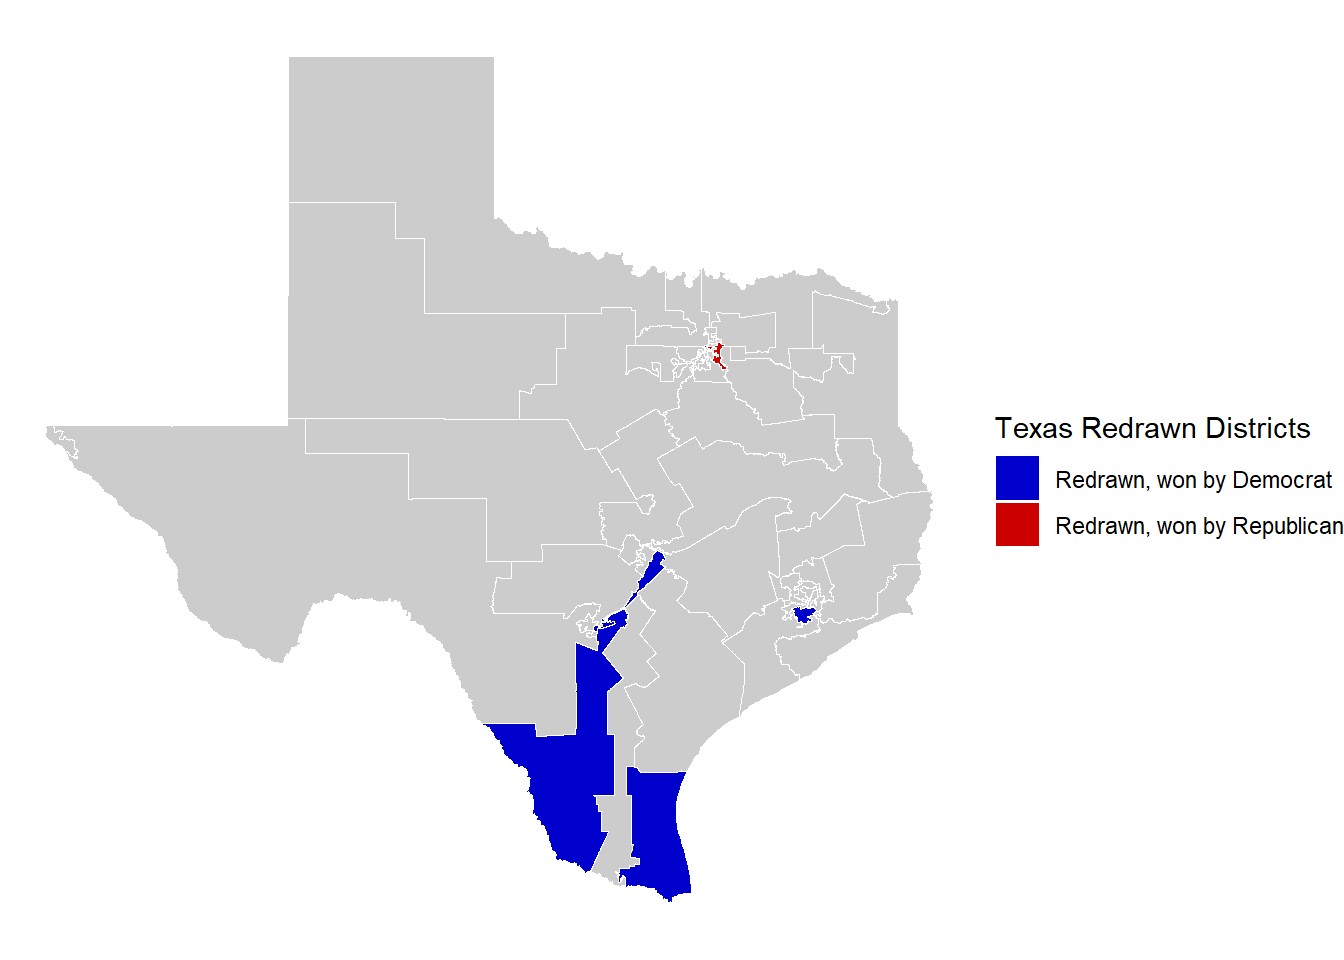 Texas Redrawn Districts
Redrawn, won by Democrat
Redrawn, won by Republican